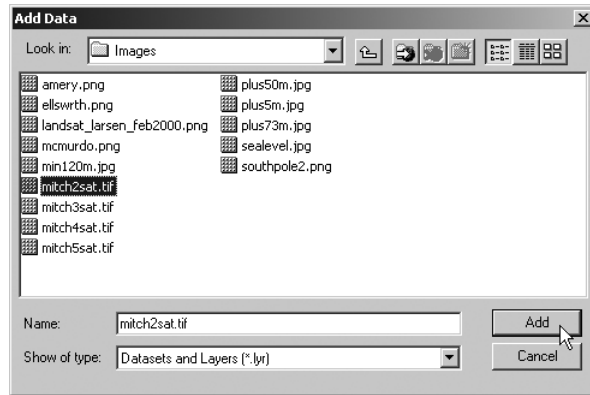 Add Data
Look in: Images
amery.png
ellswrth.png
landsat_larsen_feb2000.png
mcmurdo.png
min120m.jpg
mitch2sat.tif
mitch3sat.tif
mitch4sat.tif
mitch5sat.tif
plus50m.jpg
plus5m.jpg
plus73m.jpg
sealevel.jpg
southpole2.png
Name: mitch2sat.tif
Add
Show of type: Datasets and Layers (*.lyr)
Cancel